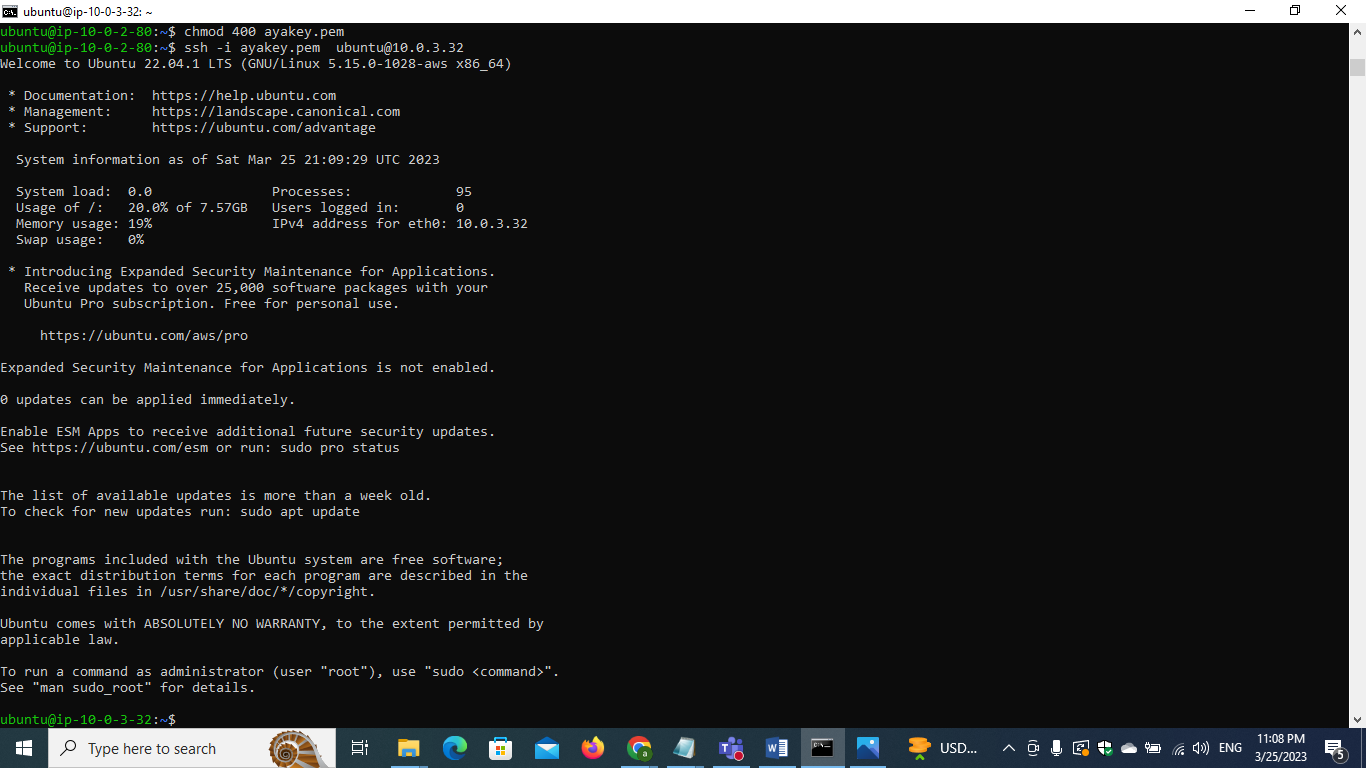 ubuntu@ip-10-0-3-32: ~
ubuntu@ip-10-0-2-80:~$ chmod 400 ayakey.pem
ubuntu@ip-10-0-2-80:~$ ssh -i ayakey.pem  ubuntu@10.0.3.32
Welcome to Ubuntu 22.04.1 LTS (GNU/Linux 5.15.0-1028-aws x86_64)
* Documentation:  https://help.ubuntu.com
* Management:     https://landscape.canonical.com
* Support:        https://ubuntu.com/advantage
System information as of Sat Mar 25 21:09:29 UTC 2023
System load:  0.0               Processes:             95
Usage of /:   20.0% of 7.57GB   Users logged in:       0
Memory usage: 19%               IPv4 address for eth0: 10.0.3.32
Swap usage:   0%
* Introducing Expanded Security Maintenance for Applications.
Receive updates to over 25,000 software packages with your
Ubuntu Pro subscription. Free for personal use.
https://ubuntu.com/aws/pro
Expanded Security Maintenance for Applications is not enabled.
0 updates can be applied immediately.
Enable ESM Apps to receive additional future security updates.
See https://ubuntu.com/esm or run: sudo pro status
The list of available updates is more than a week old.
To check for new updates run: sudo apt update
The programs included with the Ubuntu system are free software;
the exact distribution terms for each program are described in the
individual files in /usr/share/doc/*/copyright.
Ubuntu comes with ABSOLUTELY NO WARRANTY, to the extent permitted by
applicable law.
To run a command as administrator (user "root"), use "sudo <command>".
See "man sudo_root" for details.
ubuntu@ip-10-0-3-32:~$
Type here to search
USD...
ENG
11:08 PM
3/25/2023
5